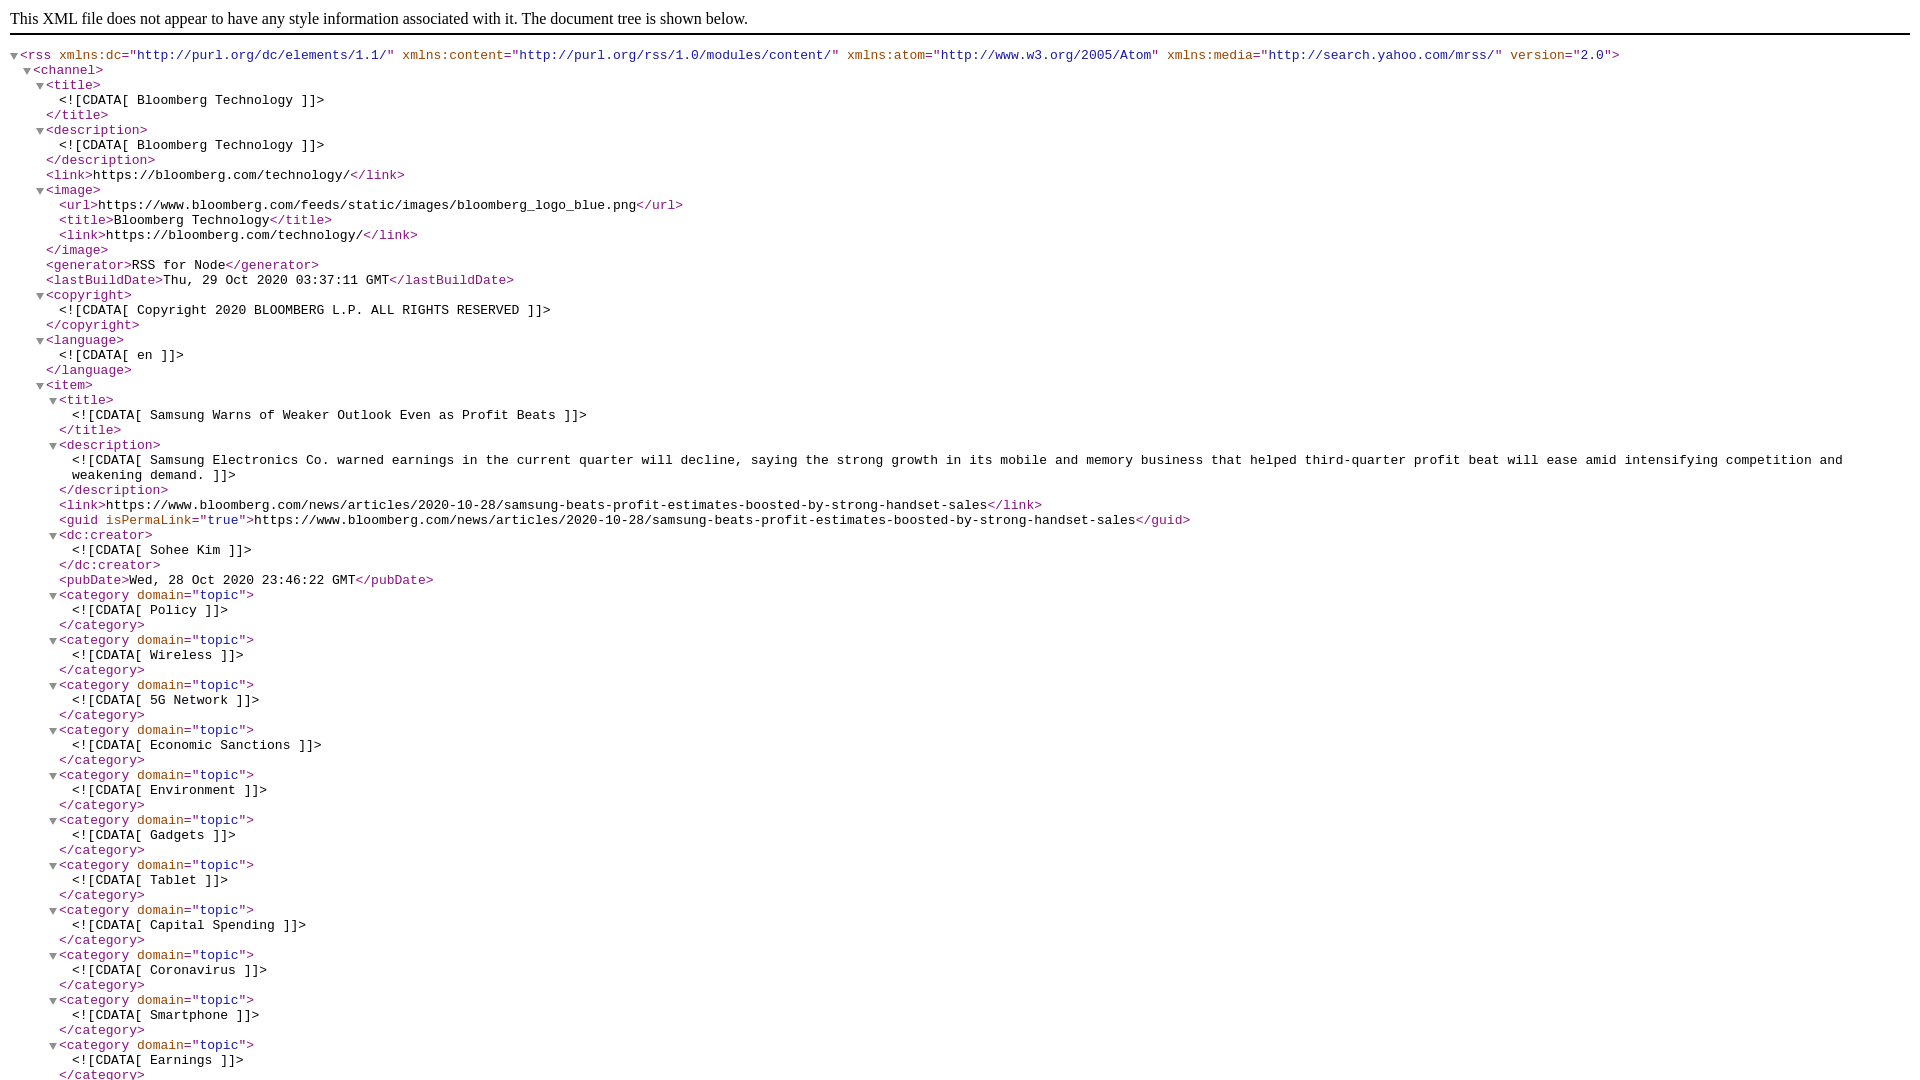 This XML file does not appear to have any style information associated with it. The document tree is shown below.
<rss xmlns:dc="http://purl.org/dc/elements/1.1/" xmlns:content="http://purl.org/rss/1.0/modules/content/" xmlns:atom="http://www.w3.org/2005/Atom" xmlns:media="http://search.yahoo.com/mrss/" version="2.0">
<channel>
<title>
<![CDATA[ Bloomberg Technology ]]>
</title>
<description>
<![CDATA[ Bloomberg Technology ]]>
</description>
<link>https://bloomberg.com/technology/</link>
<image>
<url>https://www.bloomberg.com/feeds/static/images/bloomberg_logo_blue.png</url>
<title>Bloomberg Technology</title>
<link>https://bloomberg.com/technology/</link>
</image>
<generator>RSS for Node</generator>
<lastBuildDate>Thu, 29 Oct 2020 03:37:11 GMT</lastBuildDate>
<copyright>
<![CDATA[ Copyright 2020 BLOOMBERG L.P. ALL RIGHTS RESERVED ]]>
</copyright>
<language>
<![CDATA[ en ]]>
</language>
<item>
<title>
<![CDATA[ Samsung Warns of Weaker Outlook Even as Profit Beats ]]>
</title>
<description>
<![CDATA[ Samsung Electronics Co. warned earnings in the current quarter will decline, saying the strong growth in its mobile and memory business that helped third-quarter profit beat will ease amid intensifying competition and
weakening demand. ]]>
</description>
<link>https://www.bloomberg.com/news/articles/2020-10-28/samsung-beats-profit-estimates-boosted-by-strong-handset-sales</link>
<guid isPermaLink="true">https://www.bloomberg.com/news/articles/2020-10-28/samsung-beats-profit-estimates-boosted-by-strong-handset-sales</guid>
<dc:creator>
<![CDATA[ Sohee Kim ]]>
</dc:creator>
<pubDate>Wed, 28 Oct 2020 23:46:22 GMT</pubDate>
<category domain="topic">
<![CDATA[ Policy ]]>
</category>
<category domain="topic">
<![CDATA[ Wireless ]]>
</category>
<category domain="topic">
<![CDATA[ 5G Network ]]>
</category>
<category domain="topic">
<![CDATA[ Economic Sanctions ]]>
</category>
<category domain="topic">
<![CDATA[ Environment ]]>
</category>
<category domain="topic">
<![CDATA[ Gadgets ]]>
</category>
<category domain="topic">
<![CDATA[ Tablet ]]>
</category>
<category domain="topic">
<![CDATA[ Capital Spending ]]>
</category>
<category domain="topic">
<![CDATA[ Coronavirus ]]>
</category>
<category domain="topic">
<![CDATA[ Smartphone ]]>
</category>
<category domain="topic">
<![CDATA[ Earnings ]]>
</category>